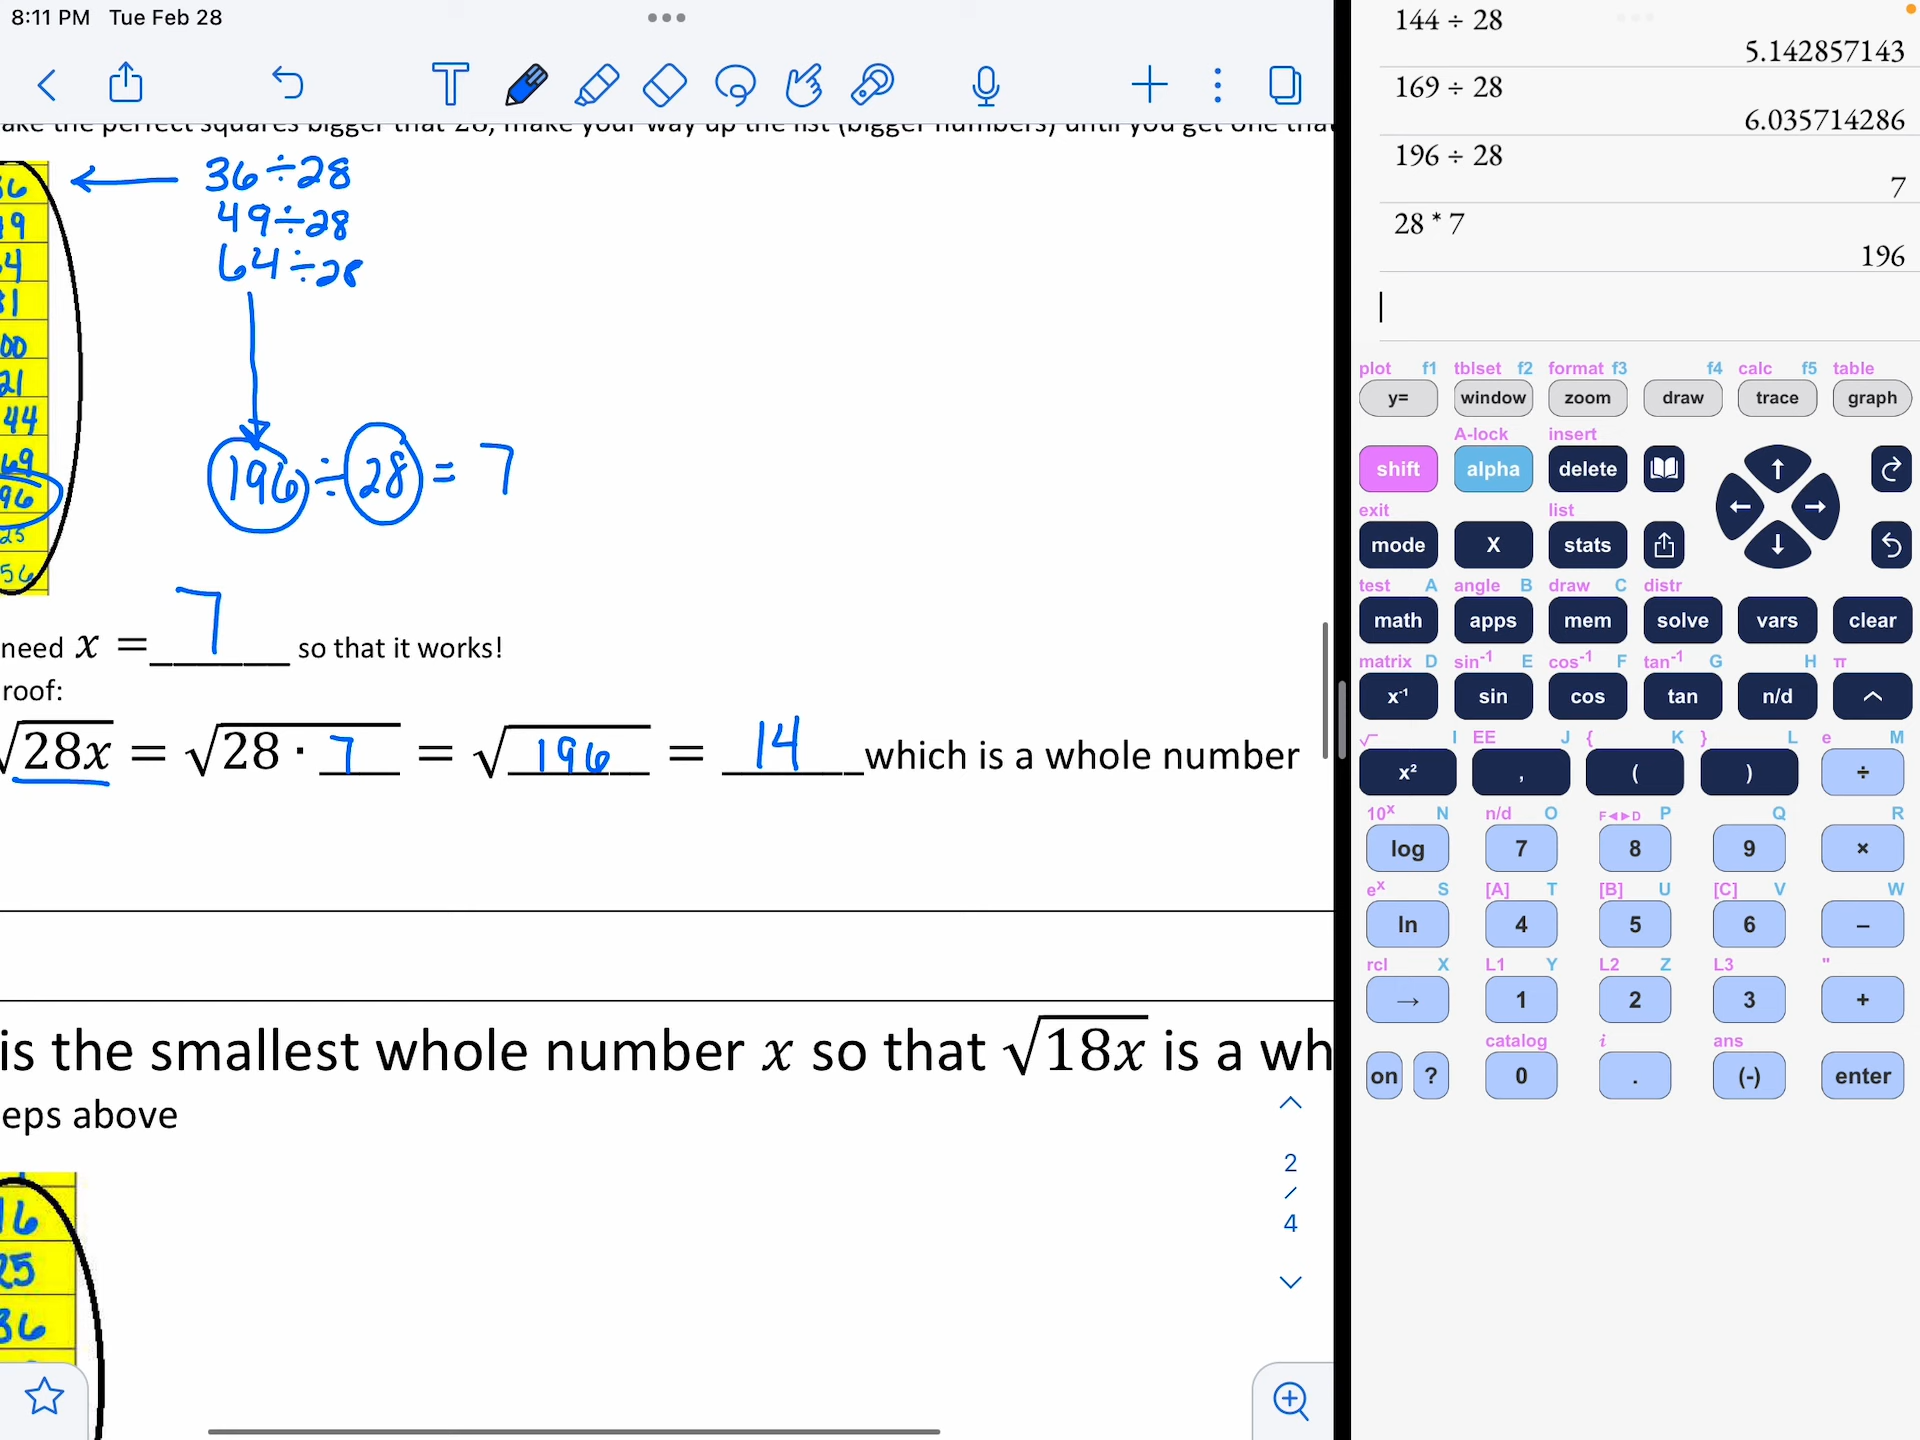 8:11 PM Tue Feb 28
36÷28
49÷28
64÷28
44
196÷28=7
need x = 7 so that it works!
roof:
√28x = √28 · 7 = √196 = 14 which is a whole number
is the smallest whole number x so that √18x is a wh
eps above
16
25
36
2
/
4
144 ÷ 28
5.142857143
169 ÷ 28
6.035714286
196 ÷ 28
7
28 * 7
196
plot f1 tblset f2 format f3 f4 calc f5 table
y= window zoom draw trace graph
A-lock insert
shift alpha delete
exit list
mode X stats
test A angle B draw C distr
math apps mem solve vars clear
matrix D sin⁻¹ E cos⁻¹ F tan⁻¹ G H π
x⁻¹ sin cos tan n/d ^
√ I EE J { K } L e M
x² , ( ) ÷
10ˣ N n/d O F◄►D P Q R
log 7 8 9 ×
eˣ S [A] T [B] U [C] V W
ln 4 5 6 −
rcl X L1 Y L2 Z L3 "
→ 1 2 3 +
catalog i ans
on ? 0 . (-) enter